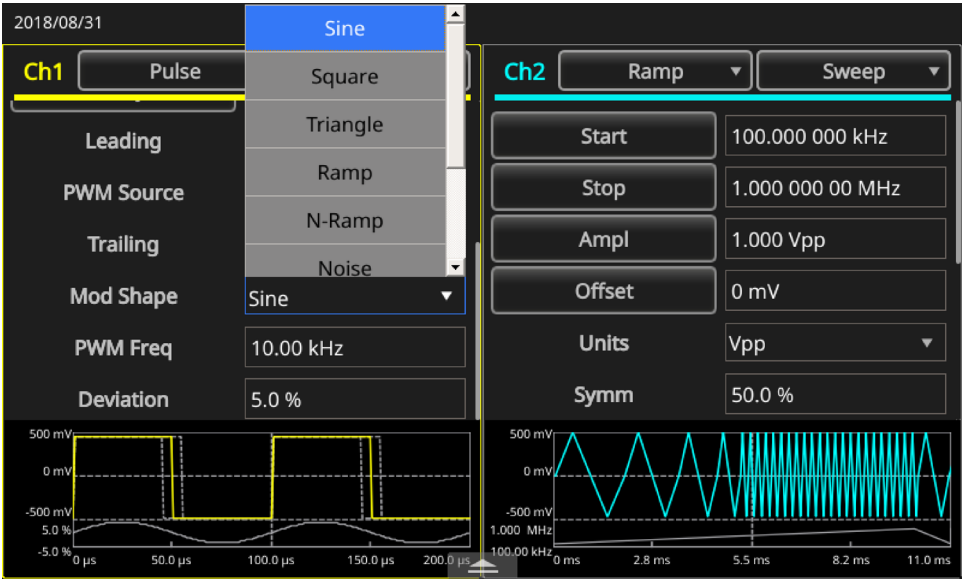 2018/08/31
Ch1 Pulse
Sine
Square
Triangle
Ramp
N-Ramp
Noise
Leading
PWM Source
Trailing
Mod Shape Sine
PWM Freq 10.00 kHz
Deviation 5.0 %
500 mV
0 mV
-500 mV
5.0 %
-5.0 %
0 µs 50.0 µs 100.0 µs 150.0 µs 200.0 µs
Ch2 Ramp Sweep
Start 100.000 000 kHz
Stop 1.000 000 00 MHz
Ampl 1.000 Vpp
Offset 0 mV
Units Vpp
Symm 50.0 %
500 mV
0 mV
-500 mV
1.000 MHz
100.00 kHz
0 ms 2.8 ms 5.5 ms 8.2 ms 11.0 ms